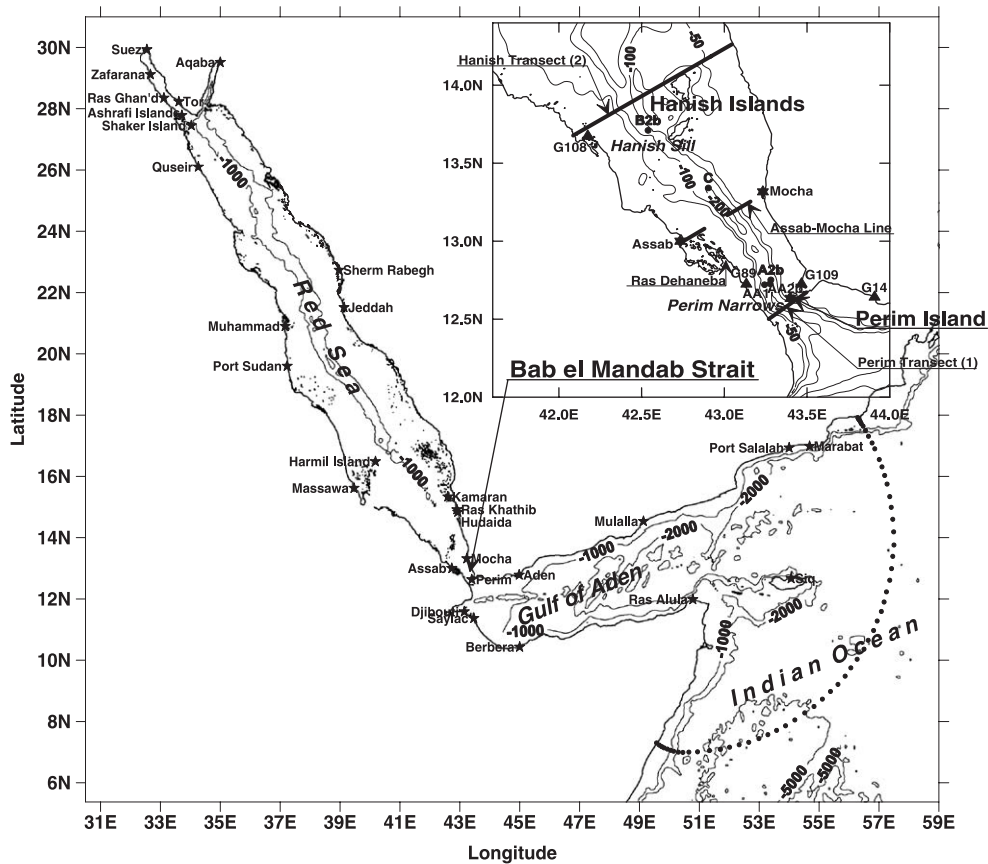 30N
28N
26N
24N
22N
20N
18N
16N
14N
12N
10N
8N
6N
Latitude
31E 33E 35E 37E 39E 41E 43E 45E 47E 49E 51E 53E 55E 57E 59E
Longitude
Suez
Aqaba
Zafarana
Ras Ghan'd
Tor
Ashrafi Islands
Shaker Island
Quseir
-1000
Sherm Rabegh
Jeddah
Red Sea
Muhammad
Port Sudan
Harmil Island
-1000
Massawa
Kamaran
Ras Khathib
Hudaida
Mocha
Assab
Perim
Aden
Djibouti
Saylac
Berbera
-1000
Gulf of Aden
Mulalla
-1000
-2000
-2000
Port Salalah
Marabat
Ras Alula
Siq
-2000
-1000
Indian Ocean
-5000
-5000
Bab el Mandab Strait
14.0N
13.5N
13.0N
12.5N
12.0N
42.0E 42.5E 43.0E 43.5E 44.0E
-50
-100
Hanish Transect (2)
Hanish Islands
B2b
G108
Hanish Sill
-100
C
-200
Mocha
Assab-Mocha Line
Assab
Ras Dehaneba
G89
A2b
G109
G14
Perim Narrows
Perim Island
-50
Perim Transect (1)